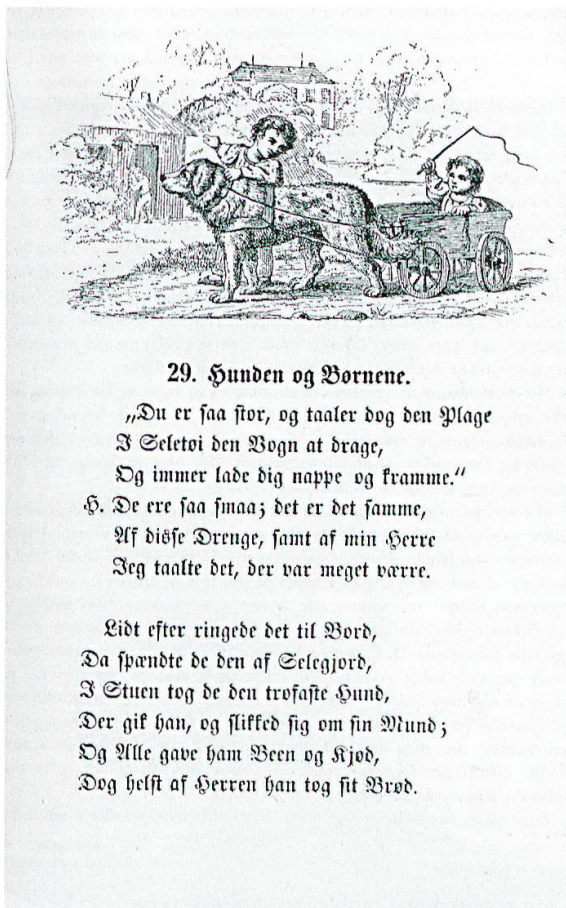 29. Hunden og Børnene.
„Du er saa stor, og taaler dog den Plage
I Seletøi den Vogn at drage,
Og immer lade dig nappe og kramme.“
H. De ere saa smaa; det er det samme,
Af disse Drenge, samt af min Herre
Jeg taalte det, der var meget værre.
Lidt efter ringede det til Bord,
Da spændte de den af Selegjord,
I Stuen tog de den trofaste Hund,
Der gik han, og slikked sig om sin Mund;
Og Alle gave ham Been og Kjød,
Dog helst af Herren han tog sit Brød.